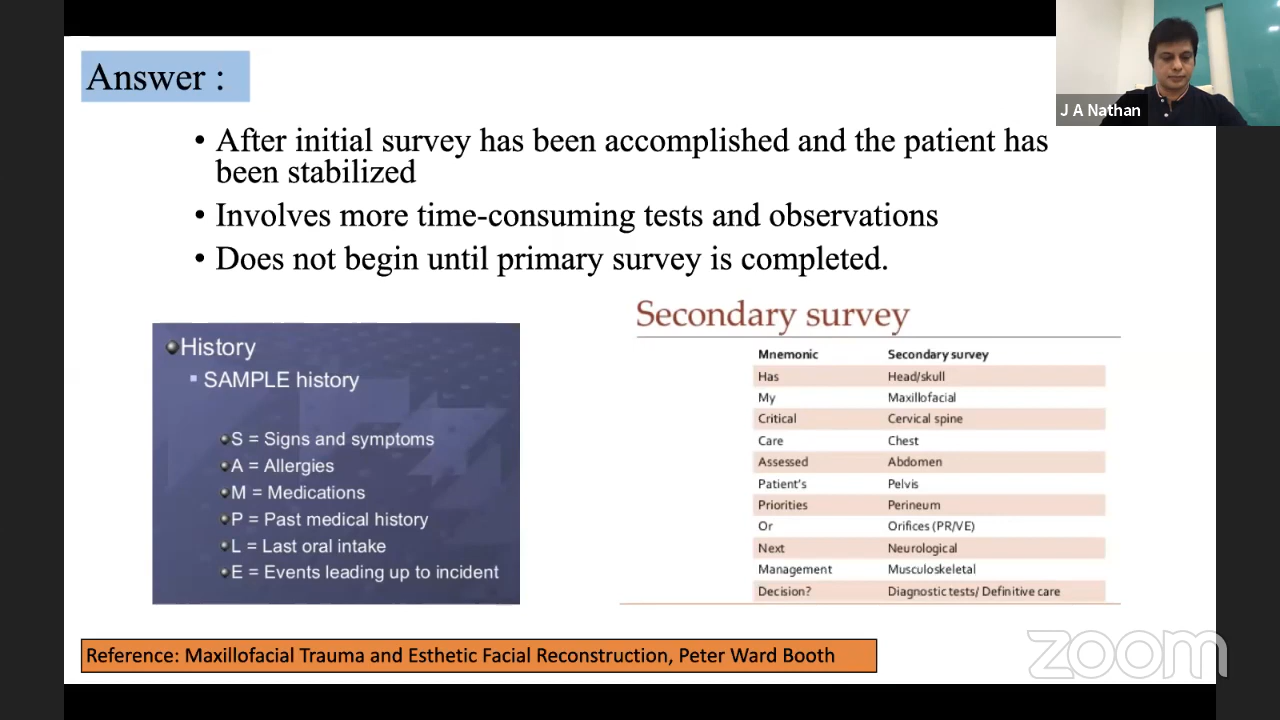 Answer :
J A Nathan
• After initial survey has been accomplished and the patient has
been stabilized
• Involves more time-consuming tests and observations
• Does not begin until primary survey is completed.
History
SAMPLE history
S = Signs and symptoms
A = Allergies
M = Medications
P = Past medical history
L = Last oral intake
E = Events leading up to incident
Secondary survey
Mnemonic Secondary survey
Has Head/skull
My Maxillofacial
Critical Cervical spine
Care Chest
Assessed Abdomen
Patient's Pelvis
Priorities Perineum
Or Orifices (PR/VE)
Next Neurological
Management Musculoskeletal
Decision? Diagnostic tests/ Definitive care
Reference: Maxillofacial Trauma and Esthetic Facial Reconstruction, Peter Ward Booth
zoom